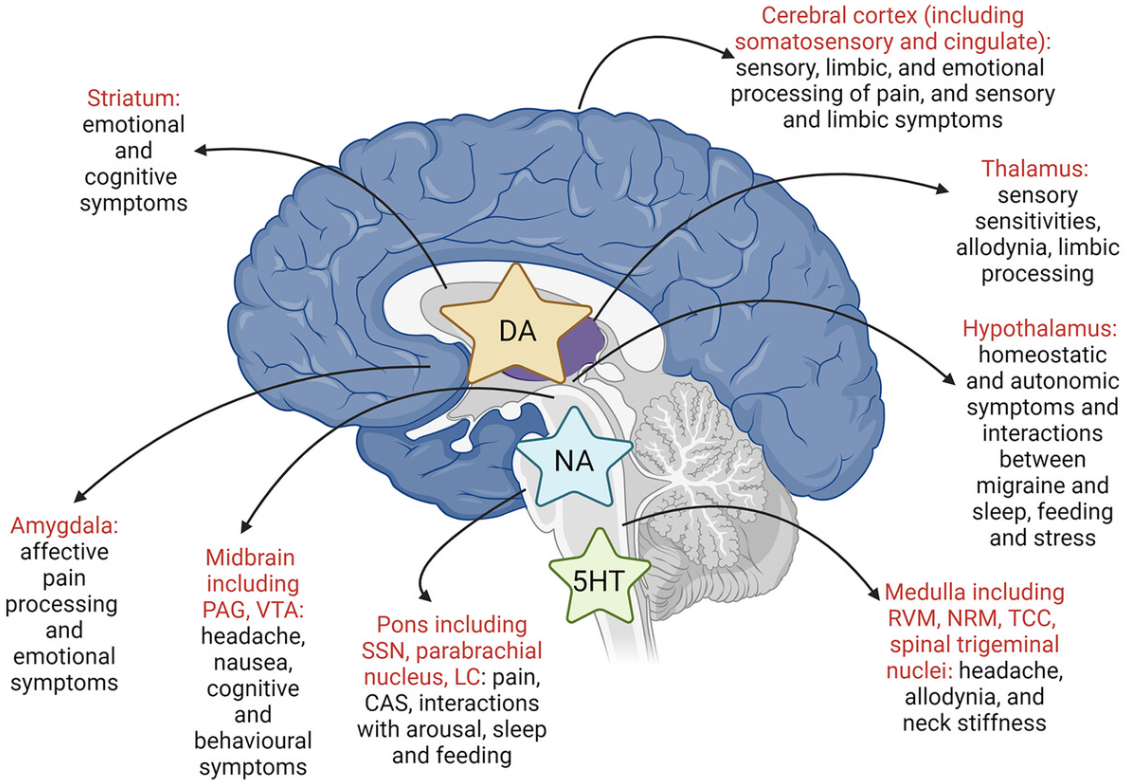 Cerebral cortex (including
somatosensory and cingulate):
sensory, limbic, and emotional
processing of pain, and sensory
and limbic symptoms
Striatum:
emotional
and
cognitive
symptoms
Thalamus:
sensory
sensitivities,
allodynia, limbic
processing
DA
Hypothalamus:
homeostatic
and autonomic
symptoms and
interactions
between
migraine and
sleep, feeding
and stress
NA
5HT
Amygdala:
affective
pain
processing
and
emotional
symptoms
Midbrain
including
PAG, VTA:
headache,
nausea,
cognitive
and
behavioural
symptoms
Pons including
SSN, parabrachial
nucleus, LC: pain,
CAS, interactions
with arousal, sleep
and feeding
Medulla including
RVM, NRM, TCC,
spinal trigeminal
nuclei: headache,
allodynia, and
neck stiffness